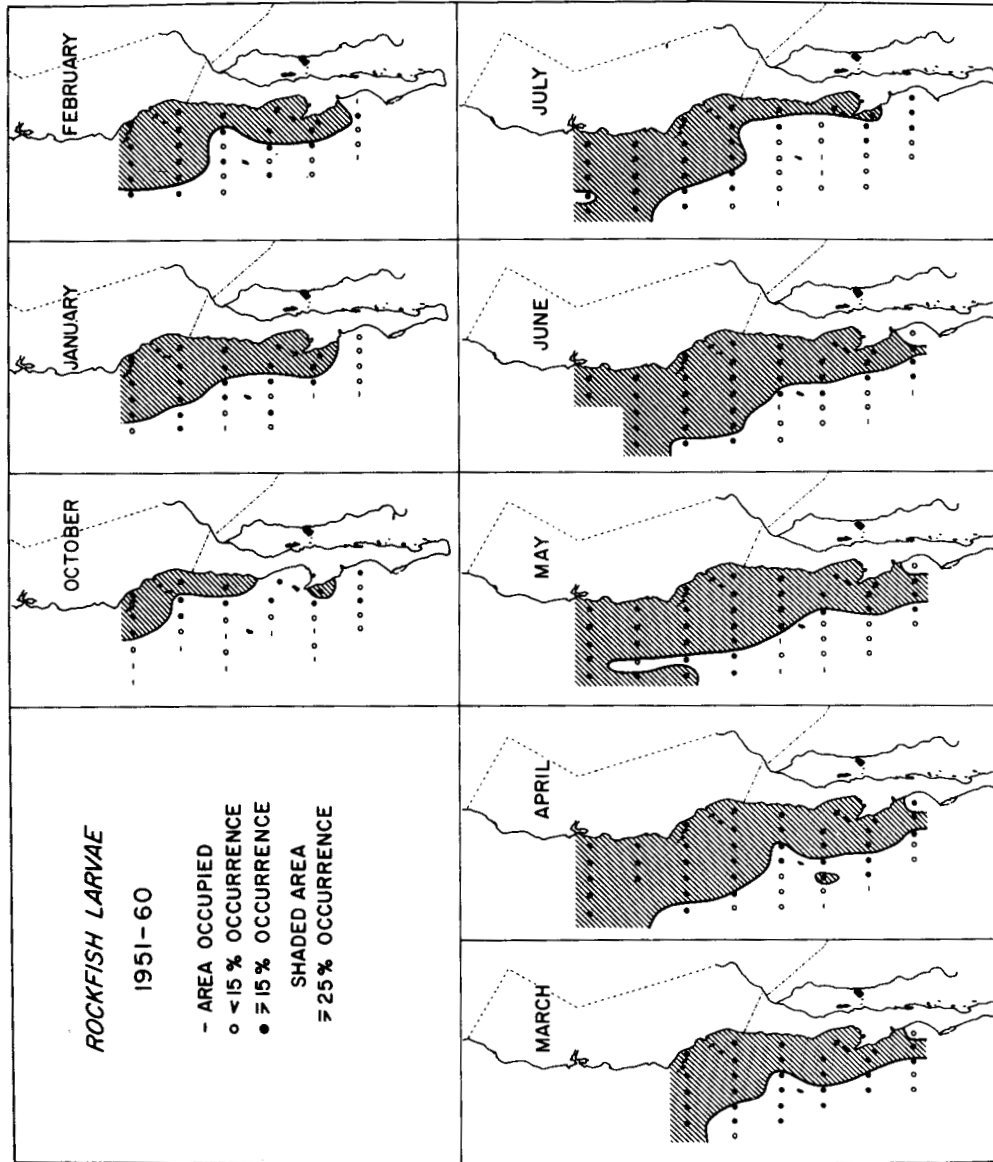 ROCKFISH LARVAE
1951-60
- AREA OCCUPIED
○ <15 % OCCURRENCE
● ⋝15 % OCCURRENCE
SHADED AREA
⋝25 % OCCURRENCE
OCTOBER
JANUARY
FEBRUARY
MARCH
APRIL
MAY
JUNE
JULY